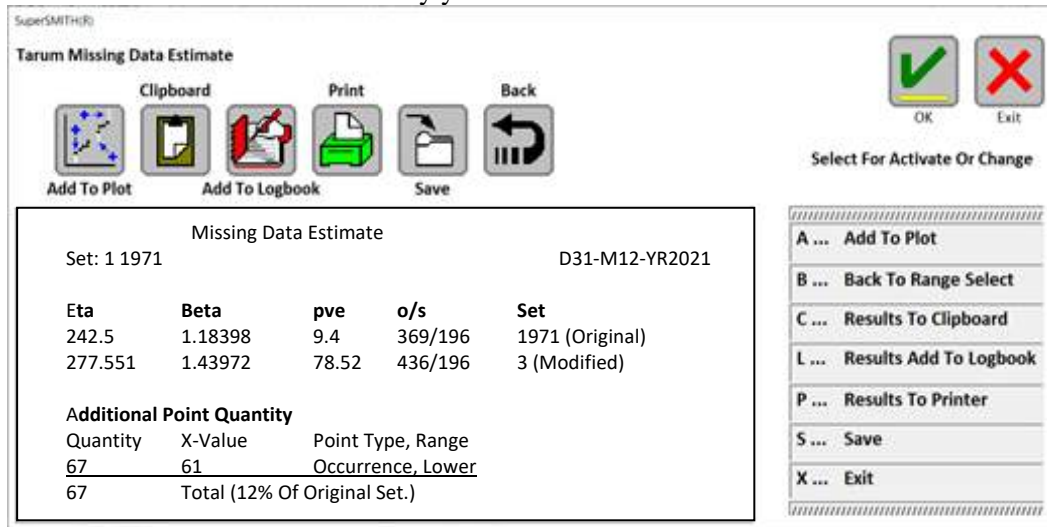 SuperSMITH(R)
Tarum Missing Data Estimate
Clipboard Print Back
Add To Plot Add To Logbook Save
OK Exit
Select For Activate Or Change
Missing Data Estimate
Set: 1 1971 D31-M12-YR2021
Eta Beta pve o/s Set
242.5 1.18398 9.4 369/196 1971 (Original)
277.551 1.43972 78.52 436/196 3 (Modified)
Additional Point Quantity
Quantity X-Value Point Type, Range
67 61 Occurrence, Lower
67 Total (12% Of Original Set.)
A ... Add To Plot
B ... Back To Range Select
C ... Results To Clipboard
L ... Results Add To Logbook
P ... Results To Printer
S ... Save
X ... Exit